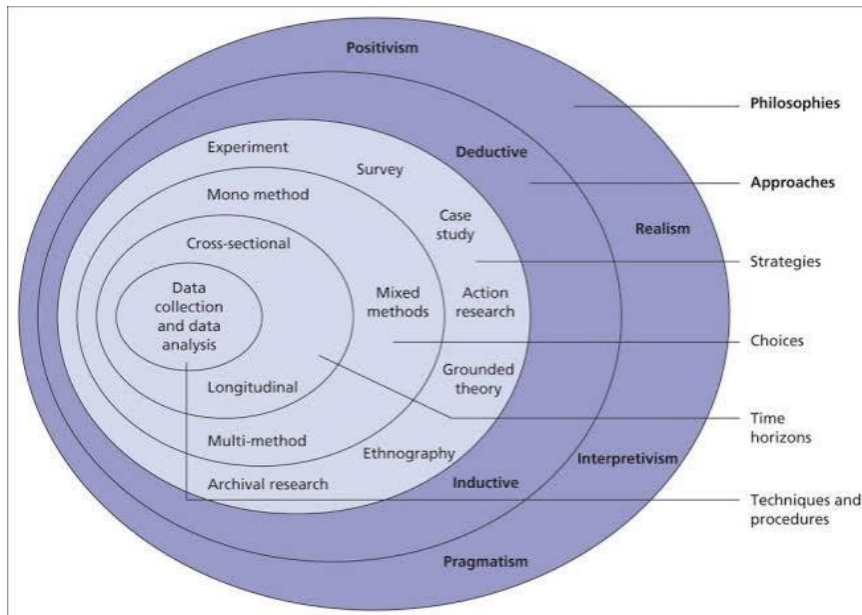 Positivism
Philosophies
Experiment
Deductive
Survey
Approaches
Mono method
Case
study
Realism
Cross-sectional
Strategies
Data
collection
and data
analysis
Mixed
methods
Action
research
Choices
Grounded
theory
Longitudinal
Time
horizons
Multi-method
Ethnography
Interpretivism
Archival research
Inductive
Techniques and
procedures
Pragmatism